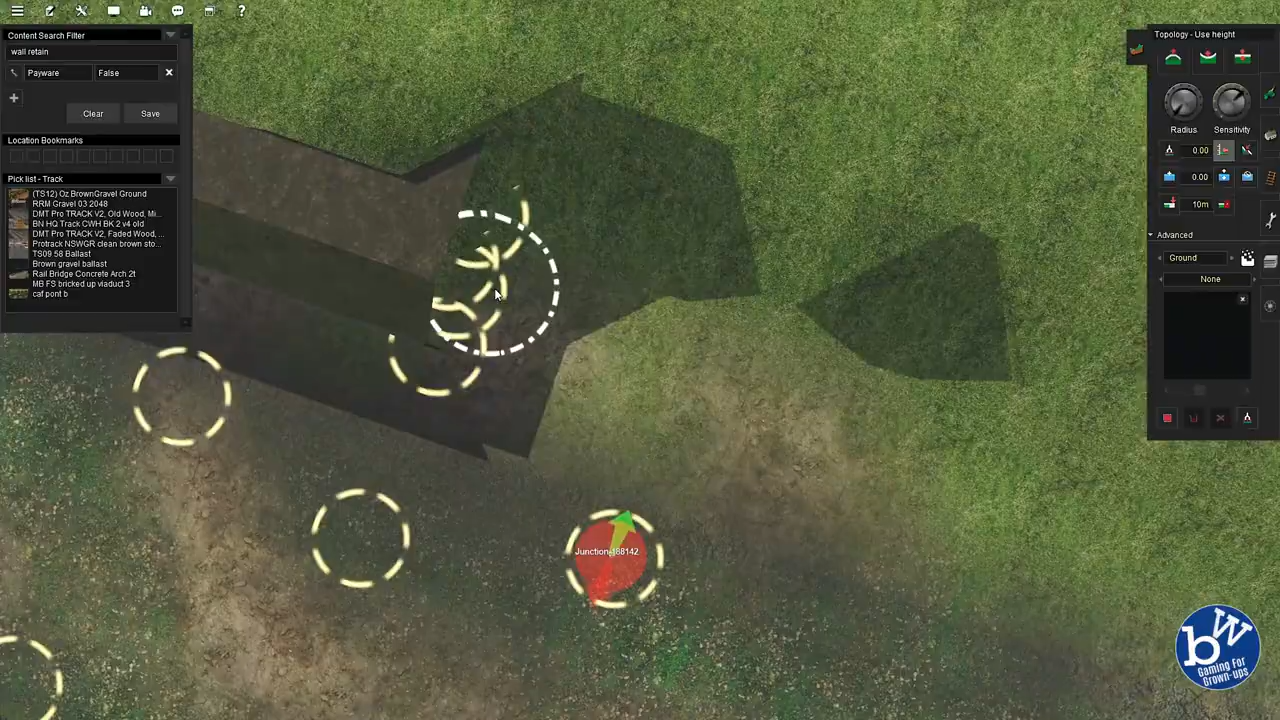 Content Search Filter
wall retain
Payware False
Clear Save
Location Bookmarks
Pick list - Track
(TS12) Oz BrownGravel Ground
RRM Gravel 03 2048
DMT Pro TRACK V2, Old Wood, Mi...
BN HQ Track CWH BK 2 v4 old
DMT Pro TRACK V2, Faded Wood, ...
Protrack NSWGR clean brown sto...
TS09 58 Ballast
Brown gravel ballast
Rail Bridge Concrete Arch 2t
MB FS bricked up viaduct 3
caf pont b
Junction 188142
Topology - Use height
Radius Sensitivity
0.00
0.00
10m
Advanced
Ground
None
bW
Gaming For
Grown-ups